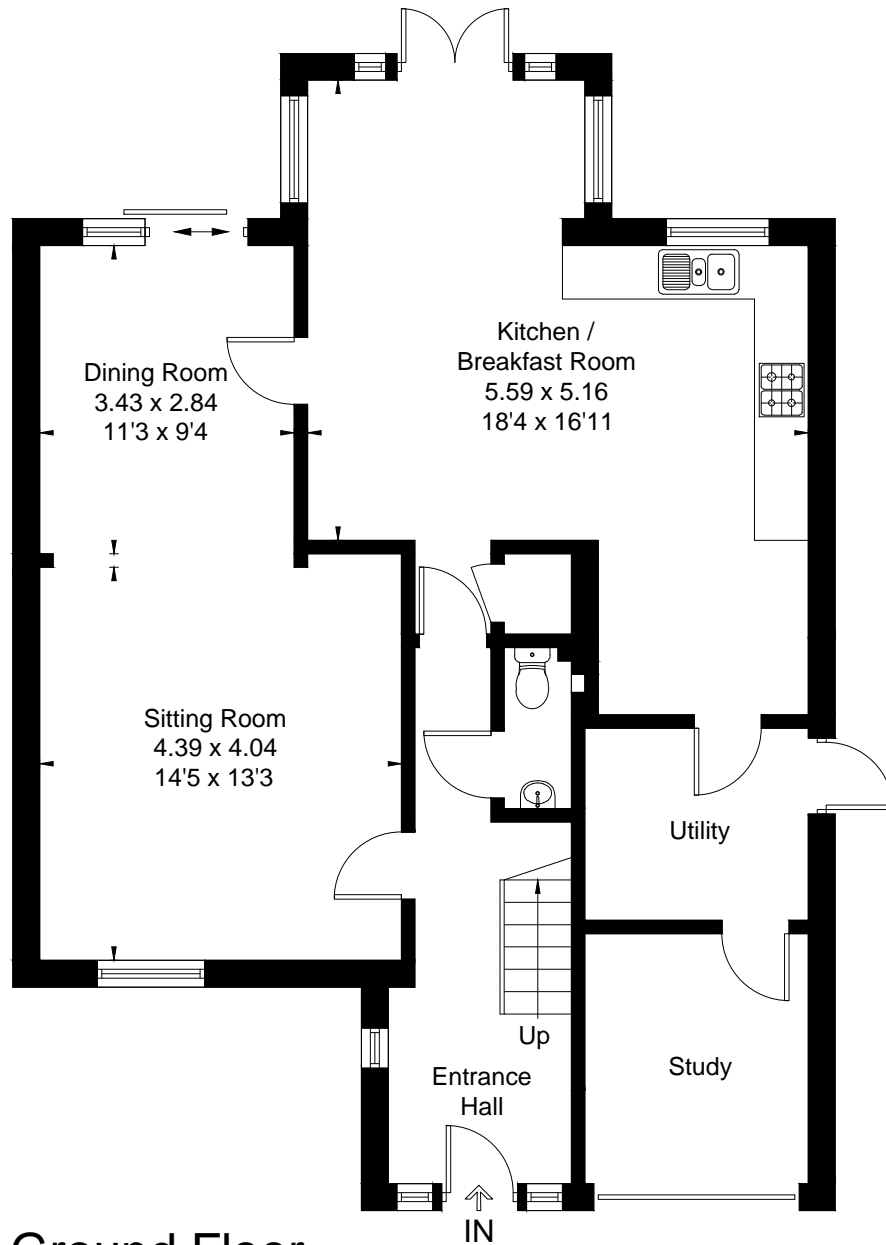 Kitchen /
Breakfast Room
5.59 x 5.16
18'4 x 16'11
Dining Room
3.43 x 2.84
11'3 x 9'4
Sitting Room
4.39 x 4.04
14'5 x 13'3
Utility
Up
Study
Entrance
Hall
IN
Ground Floor